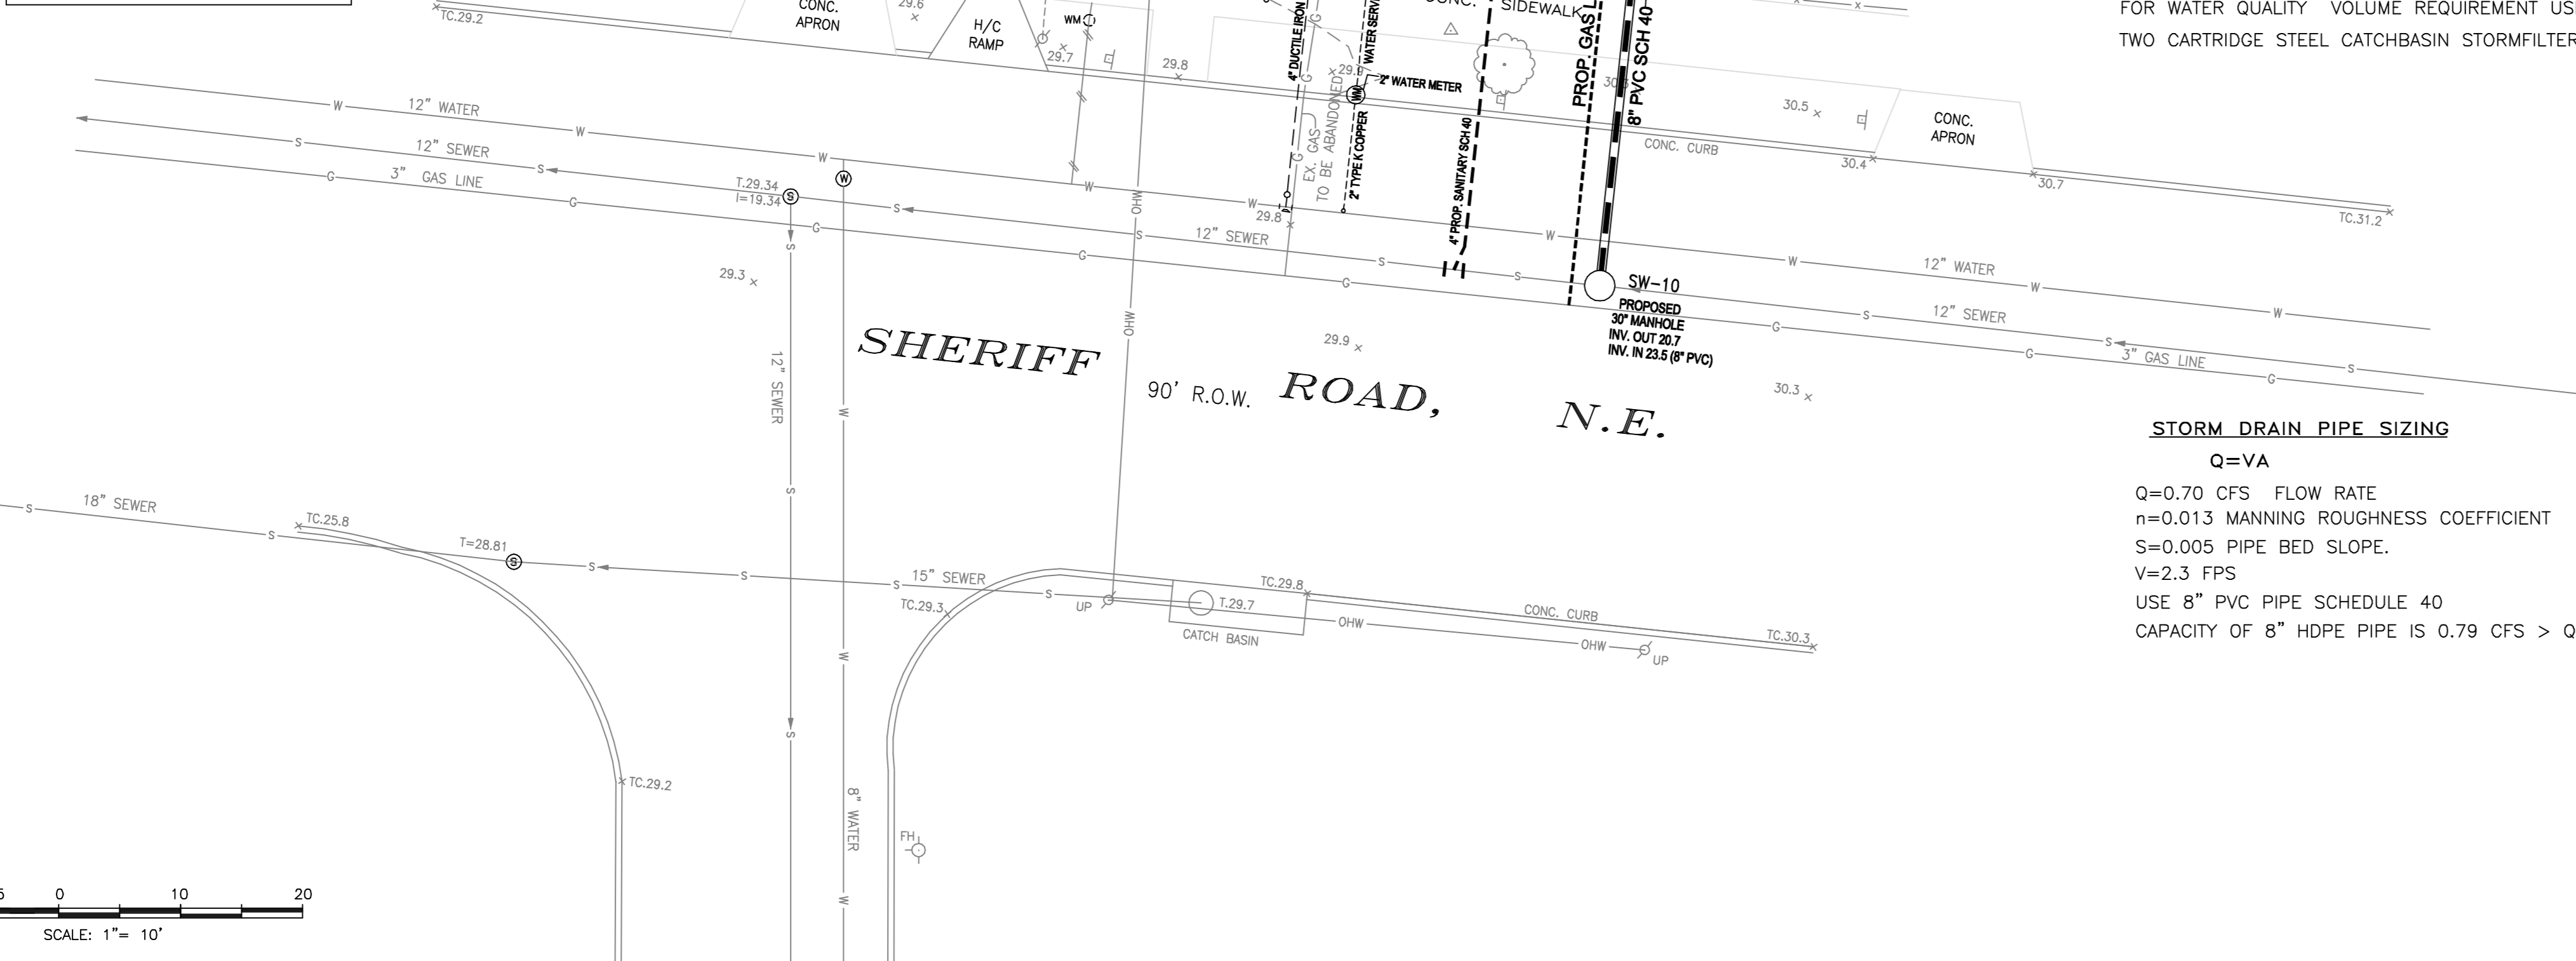 CONC.
APRON
29.6
TC.29.2
H/C
RAMP
WM
29.7
29.8
4" DUCTILE IRON
G
G
G
WATER
29.9
2" WATER METER
WM
EX. GAS
TO BE ABANDONED
2" TYPE K COPPER
SIDEWALK
4" PROP. SANITARY SCH 40
PROP. GAS
8" PVC SCH 40
30.5
CONC.
APRON
CONC. CURB
30.4
30.7
TC.31.2
FOR WATER QUALITY VOLUME REQUIREMENT
TWO CARTRIDGE STEEL CATCHBASIN STORMFILTER
W 12" WATER W W W W W W 12" WATER W W
S 12" SEWER S S S 12" SEWER S S S 12" SEWER S S
G 3" GAS LINE G G G G G G 3" GAS LINE G
T.29.34
I=19.34
S
W
OHW
29.8
SW-10
PROPOSED
30" MANHOLE
INV. OUT 20.7
INV. IN 23.5 (8" PVC)
29.3
29.9
30.3
OHW
12" SEWER
S
S
S
W
W
W
8" WATER
SHERIFF ROAD, N.E.
90' R.O.W.
STORM DRAIN PIPE SIZING
Q=VA
Q=0.70 CFS FLOW RATE
n=0.013 MANNING ROUGHNESS COEFFICIENT
S=0.005 PIPE BED SLOPE.
V=2.3 FPS
USE 8" PVC PIPE SCHEDULE 40
CAPACITY OF 8" HDPE PIPE IS 0.79 CFS > Q
S 18" SEWER S
TC.25.8
T=28.81
S
S S S 15" SEWER S
TC.29.3
UP
T.29.7
CATCH BASIN
TC.29.8
OHW
CONC. CURB
OHW
UP
TC.30.3
TC.29.2
FH
0 10 20
SCALE: 1"= 10'